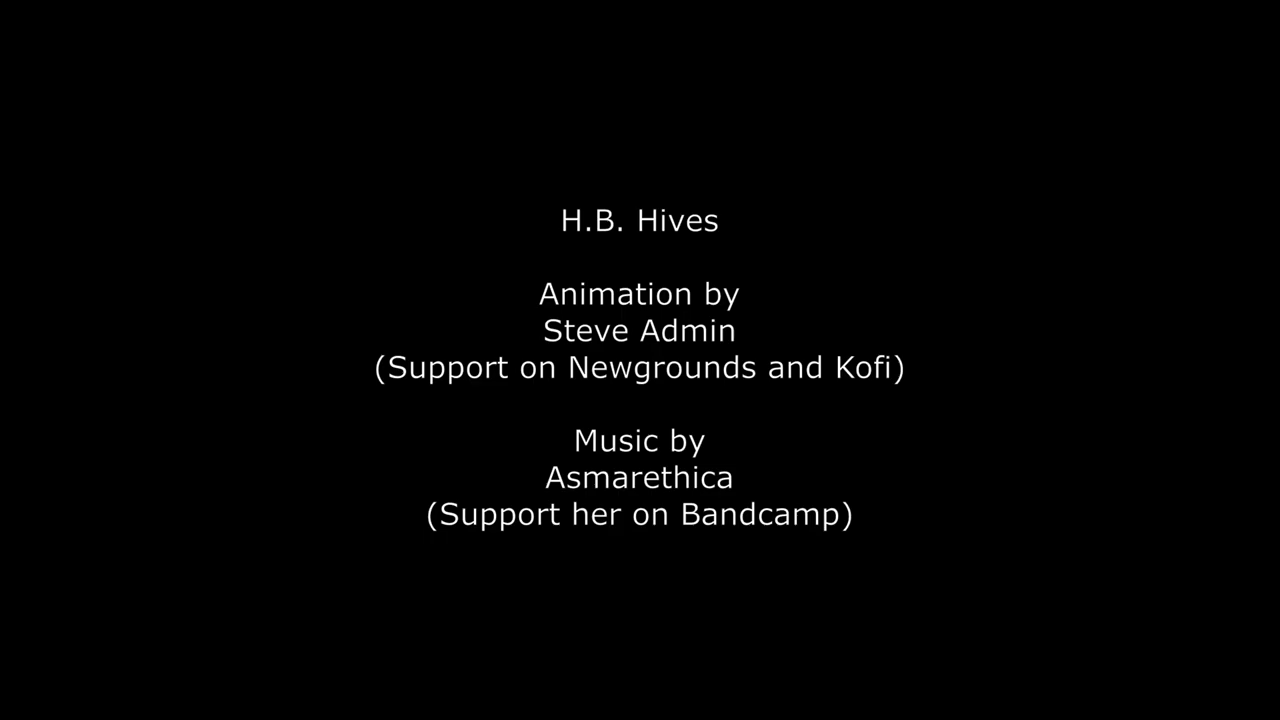 H.B. Hives
Animation by
Steve Admin
(Support on Newgrounds and Kofi)
Music by
Asmarethica
(Support her on Bandcamp)